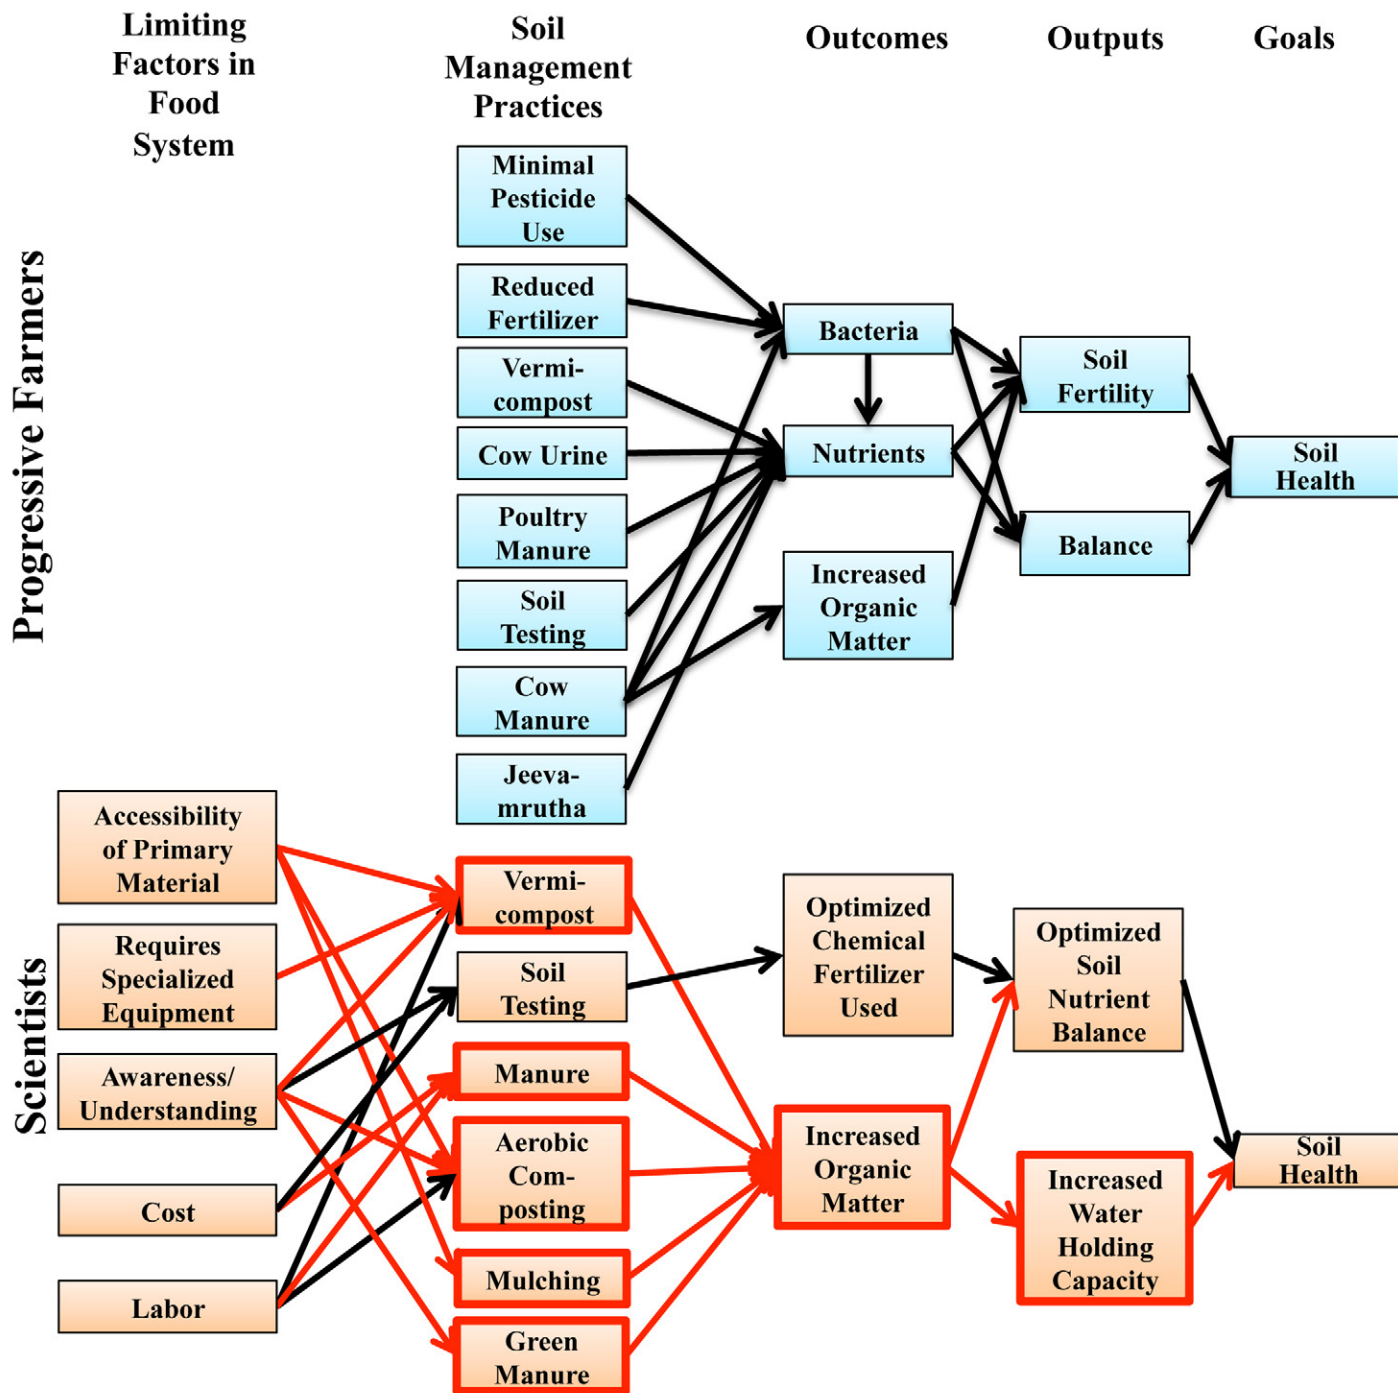 Limiting
Factors in
Food
System
Soil
Management
Practices
Outcomes
Outputs
Goals
Progressive Farmers
Minimal
Pesticide
Use
Reduced
Fertilizer
Vermi-
compost
Cow Urine
Poultry
Manure
Soil
Testing
Cow
Manure
Jeeva-
mrutha
Bacteria
Nutrients
Increased
Organic
Matter
Soil
Fertility
Balance
Soil
Health
Scientists
Accessibility
of Primary
Material
Requires
Specialized
Equipment
Awareness/
Understanding
Cost
Labor
Vermi-
compost
Soil
Testing
Manure
Aerobic
Com-
posting
Mulching
Green
Manure
Optimized
Chemical
Fertilizer
Used
Increased
Organic
Matter
Optimized
Soil
Nutrient
Balance
Increased
Water
Holding
Capacity
Soil
Health